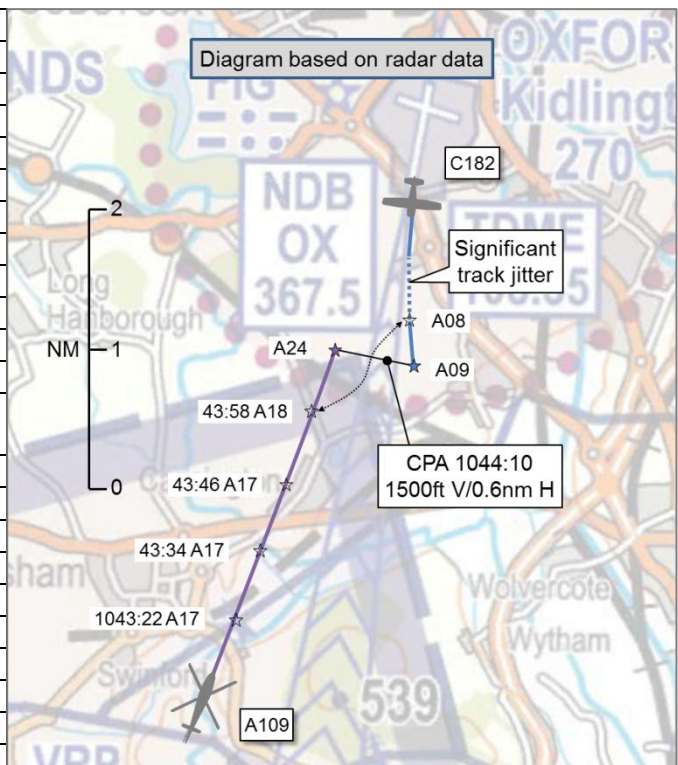 Diagram based on radar data
OXFOR
NDS
Kidlingt
270
C182
NDB
OX
367.5
2
Significant
track jitter
Long
Hanborough
A08
NM
1
A24
A09
43:58 A18
CPA 1044:10
1500ft V/0.6nm H
43:46 A17
0
43:34 A17
1043:22 A17
Wolvercote
Wytham
Swinford
539
A109
VRP